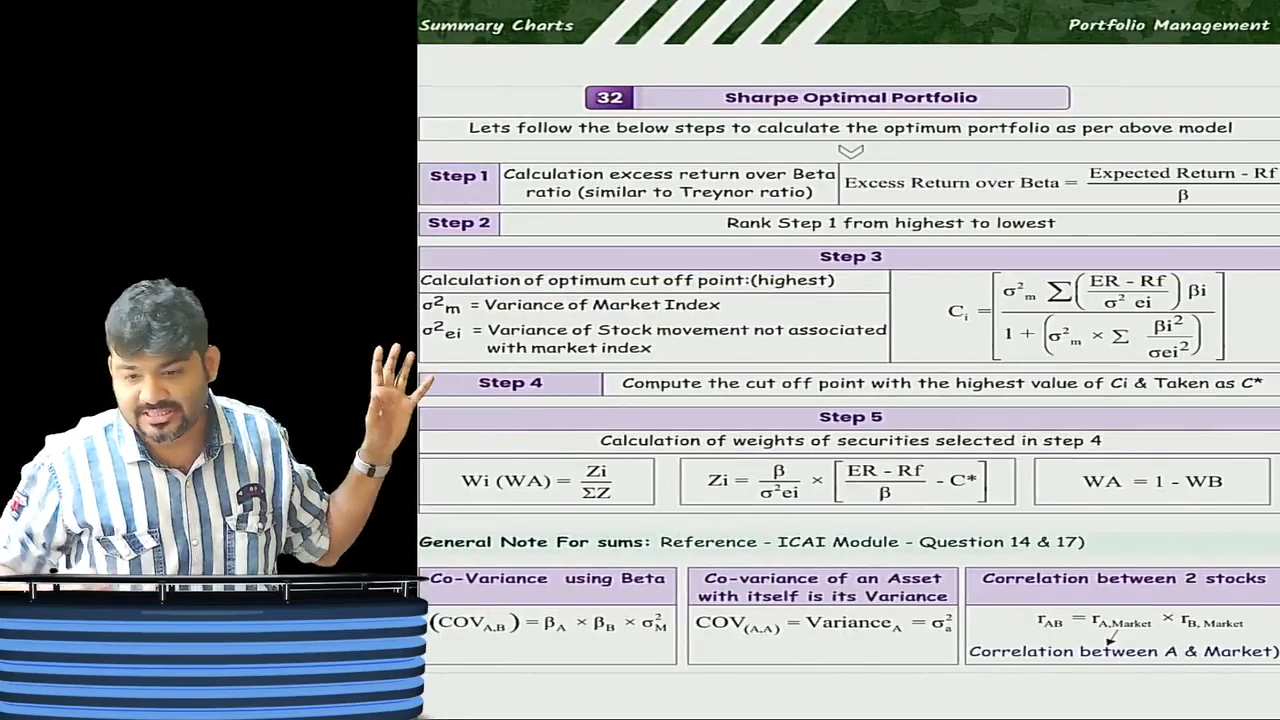 Summary Charts
Portfolio Management
32 Sharpe Optimal Portfolio
Lets follow the below steps to calculate the optimum portfolio as per above model
Step 1
Calculation excess return over Beta
ratio (similar to Treynor ratio)
Excess Return over Beta = (Expected Return - Rf) / β
Step 2 Rank Step 1 from highest to lowest
Step 3
Calculation of optimum cut off point:(highest)
σ²m = Variance of Market Index
σ²ei = Variance of Stock movement not associated
with market index
Ci = [ σ²m ∑ ( ER - Rf / σ² ei ) βi / 1 + ( σ²m × ∑ βi² / σei² ) ]
Step 4 Compute the cut off point with the highest value of Ci & Taken as C*
Step 5
Calculation of weights of securities selected in step 4
Wi (WA) = Zi / ΣZ
Zi = β / σ²ei × [ ER - Rf / β - C* ]
WA = 1 - WB
General Note For sums: Reference - ICAI Module - Question 14 & 17)
Co-Variance using Beta
(COV A,B) = βA × βB × σ²M
Co-variance of an Asset
with itself is its Variance
COV(A,A) = VarianceA = σ²a
Correlation between 2 stocks
rAB = rA,Market × rB, Market
Correlation between A & Market)